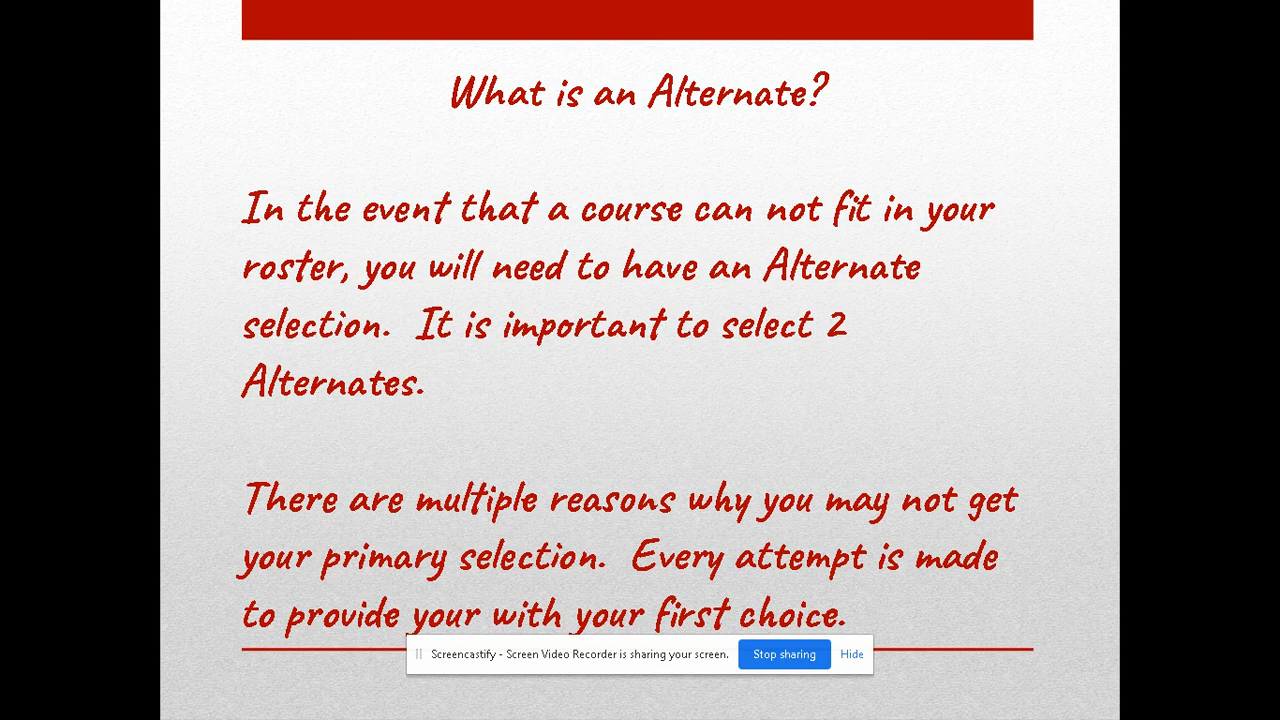 What is an Alternate?
In the event that a course can not fit in your
roster, you will need to have an Alternate
selection.  It is important to select 2
Alternates.
There are multiple reasons why you may not get
your primary selection.  Every attempt is made
to provide your with your first choice.
Screencastify - Screen Video Recorder is sharing your screen. Stop sharing Hide